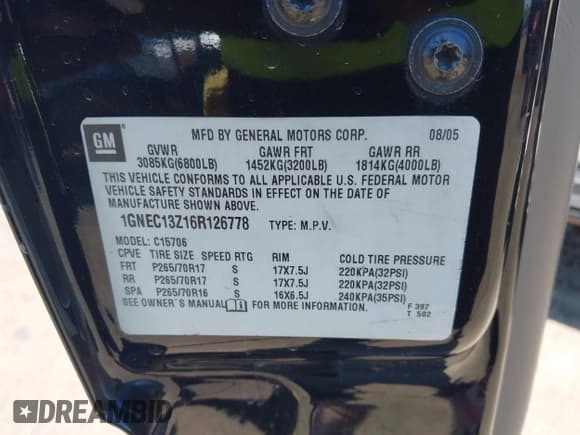 GM
MFD BY GENERAL MOTORS CORP. 08/05
GVWR GAWR FRT GAWR RR
3085KG(6800LB) 1452KG(3200LB) 1814KG(4000LB)
THIS VEHICLE CONFORMS TO ALL APPLICABLE U.S. FEDERAL MOTOR
VEHICLE SAFETY STANDARDS IN EFFECT ON THE DATE OF
MANUFACTURE SHOWN ABOVE.
1GNEC13Z16R126778 TYPE: M.P.V.
MODEL: C15706
CPVE TIRE SIZE SPEED RTG RIM COLD TIRE PRESSURE
FRT P265/70R17 S 17X7.5J 220KPA(32PSI)
RR P265/70R17 S 17X7.5J 220KPA(32PSI)
SPA P265/70R16 S 16X6.5J 240KPA(35PSI)
SEE OWNER'S MANUAL FOR MORE INFORMATION. F 397
T 502
DREAMBID